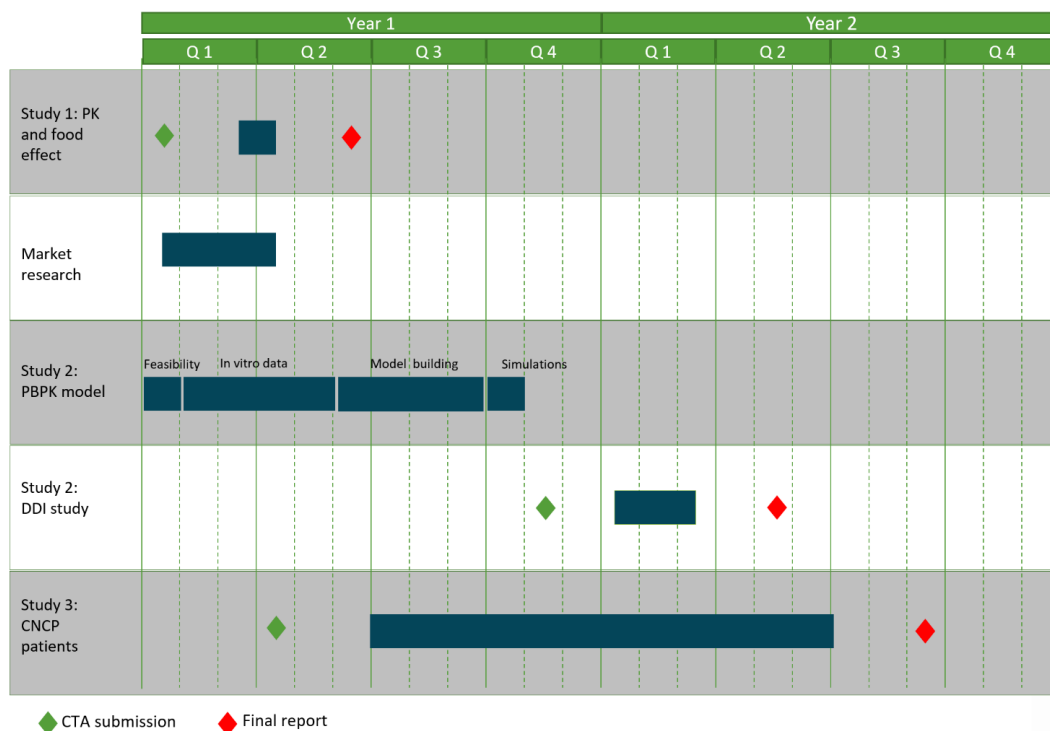 Year 1
Year 2
Q 1
Q 2
Q 3
Q 4
Q 1
Q 2
Q 3
Q 4
Study 1: PK
and food
effect
Market
research
Study 2:
PBPK model
Feasibility
In vitro data
Model building
Simulations
Study 2:
DDI study
Study 3:
CNCP
patients
CTA submission
Final report